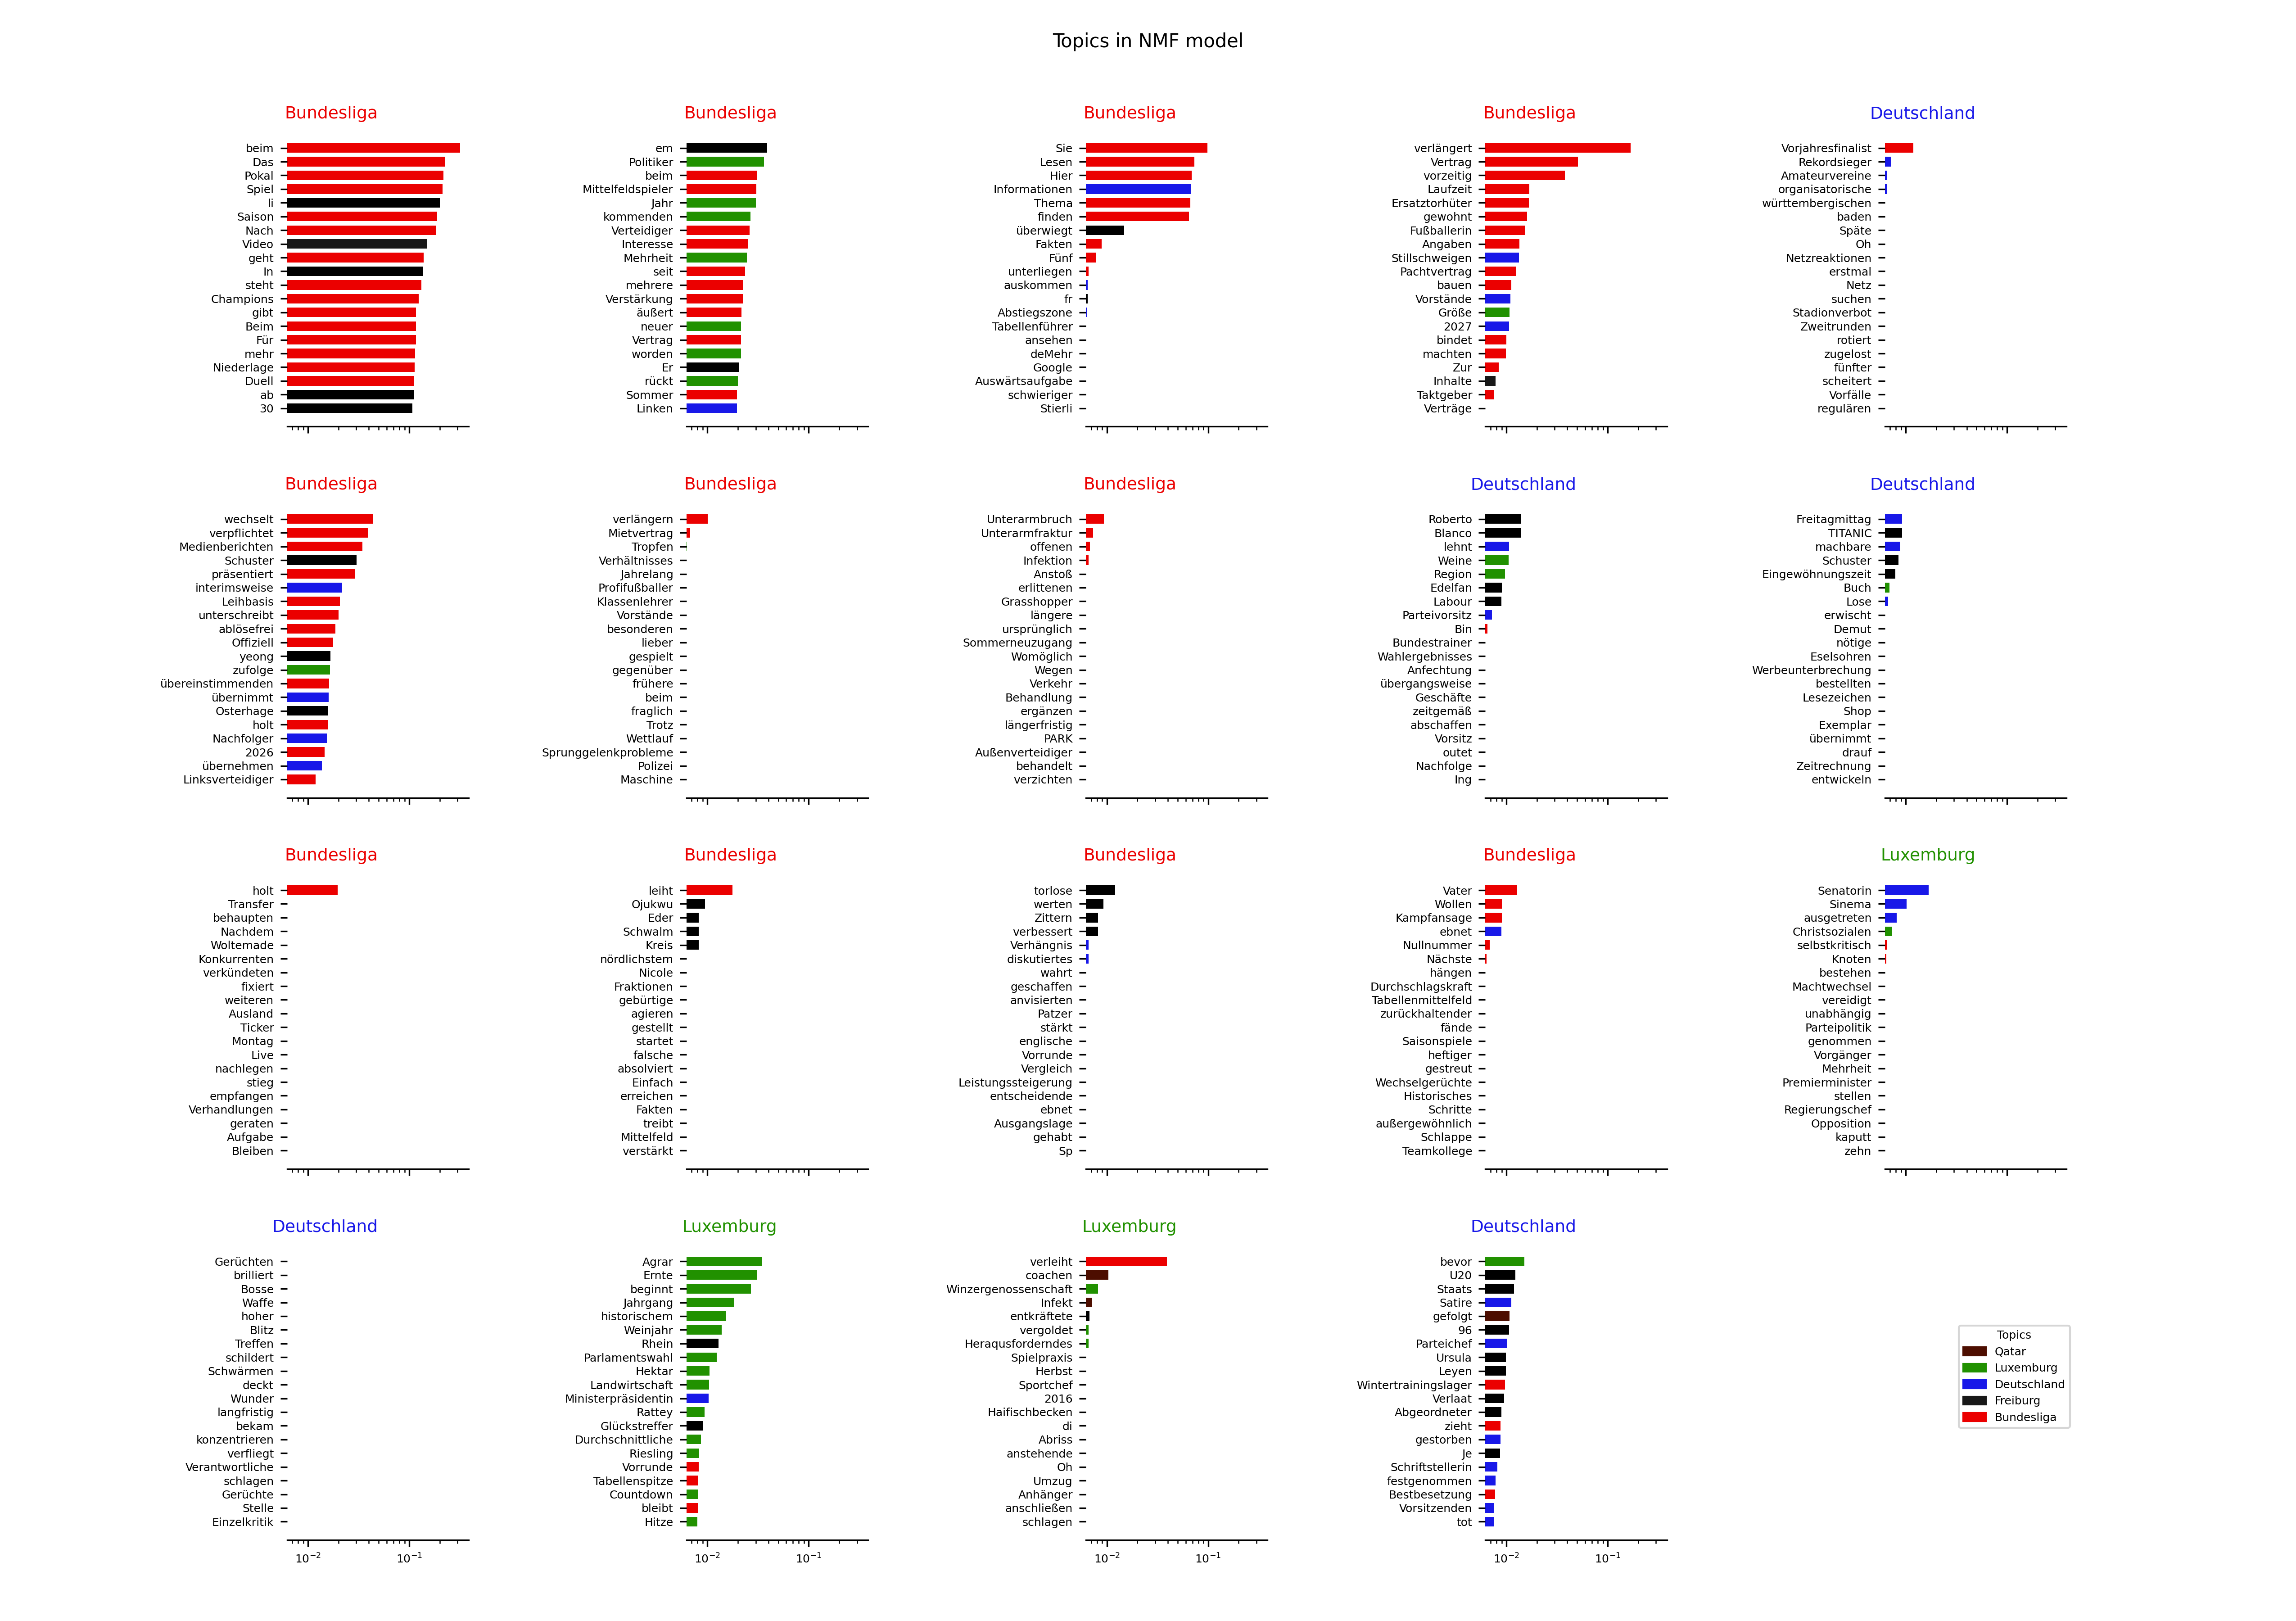 Topics in NMF model
Bundesliga
beim
Das
Pokal
Spiel
li
Saison
Nach
Video
geht
In
steht
Champions
gibt
Beim
Für
mehr
Niederlage
Duell
ab
30
Bundesliga
em
Politiker
beim
Mittelfeldspieler
Jahr
kommenden
Verteidiger
Interesse
Mehrheit
seit
mehrere
Verstärkung
äußert
neuer
Vertrag
worden
Er
rückt
Sommer
Linken
Bundesliga
Sie
Lesen
Hier
Informationen
Thema
finden
überwiegt
Fakten
Fünf
unterliegen
auskommen
fr
Abstiegszone
Tabellenführer
ansehen
deMehr
Google
Auswärtsaufgabe
schwieriger
Stierli
Bundesliga
verlängert
Vertrag
vorzeitig
Laufzeit
Ersatztorhüter
gewohnt
Fußballerin
Angaben
Stillschweigen
Pachtvertrag
bauen
Vorstände
Größe
2027
bindet
machten
Zur
Inhalte
Taktgeber
Verträge
Deutschland
Vorjahresfinalist
Rekordsieger
Amateurvereine
organisatorische
württembergischen
baden
Späte
Oh
Netzreaktionen
erstmal
Netz
suchen
Stadionverbot
Zweitrunden
rotiert
zugelost
fünfter
scheitert
Vorfälle
regulären
Bundesliga
wechselt
verpflichtet
Medienberichten
Schuster
präsentiert
interimsweise
Leihbasis
unterschreibt
ablösefrei
Offiziell
yeong
zufolge
übereinstimmenden
übernimmt
Osterhage
holt
Nachfolger
2026
übernehmen
Linksverteidiger
Bundesliga
verlängern
Mietvertrag
Tropfen
Verhältnisses
Jahrelang
Profifußballer
Klassenlehrer
Vorstände
besonderen
lieber
gespielt
gegenüber
frühere
beim
fraglich
Trotz
Wettlauf
Sprunggelenkprobleme
Polizei
Maschine
Bundesliga
Unterarmbruch
Unterarmfraktur
offenen
Infektion
Anstoß
erlittenen
Grasshopper
längere
ursprünglich
Sommerneuzugang
Womöglich
Wegen
Verkehr
Behandlung
ergänzen
längerfristig
PARK
Außenverteidiger
behandelt
verzichten
Deutschland
Roberto
Blanco
lehnt
Weine
Region
Edelfan
Labour
Parteivorsitz
Bin
Bundestrainer
Wahlergebnisses
Anfechtung
übergangsweise
Geschäfte
zeitgemäß
abschaffen
Vorsitz
outet
Nachfolge
Ing
Deutschland
Freitagmittag
TITANIC
machbare
Schuster
Eingewöhnungszeit
Buch
Lose
erwischt
Demut
nötige
Eselsohren
Werbeunterbrechung
bestellten
Lesezeichen
Shop
Exemplar
übernimmt
drauf
Zeitrechnung
entwickeln
Bundesliga
holt
Transfer
behaupten
Nachdem
Woltemade
Konkurrenten
verkündeten
fixiert
weiteren
Ausland
Ticker
Montag
Live
nachlegen
stieg
empfangen
Verhandlungen
geraten
Aufgabe
Bleiben
Bundesliga
leiht
Ojukwu
Eder
Schwalm
Kreis
nördlichstem
Nicole
Fraktionen
gebürtige
agieren
gestellt
startet
falsche
absolviert
Einfach
erreichen
Fakten
treibt
Mittelfeld
verstärkt
Bundesliga
torlose
werten
Zittern
verbessert
Verhängnis
diskutiertes
wahrt
geschaffen
anvisierten
Patzer
stärkt
englische
Vorrunde
Vergleich
Leistungssteigerung
entscheidende
ebnet
Ausgangslage
gehabt
Sp
Bundesliga
Vater
Wollen
Kampfansage
ebnet
Nullnummer
Nächste
hängen
Durchschlagskraft
Tabellenmittelfeld
zurückhaltender
fände
Saisonspiele
heftiger
gestreut
Wechselgerüchte
Historisches
Schritte
außergewöhnlich
Schlappe
Teamkollege
Luxemburg
Senatorin
Sinema
ausgetreten
Christsozialen
selbstkritisch
Knoten
bestehen
Machtwechsel
vereidigt
unabhängig
Parteipolitik
genommen
Vorgänger
Mehrheit
Premierminister
stellen
Regierungschef
Opposition
kaputt
zehn
Deutschland
Gerüchten
brilliert
Bosse
Waffe
hoher
Blitz
Treffen
schildert
Schwärmen
deckt
Wunder
langfristig
bekam
konzentrieren
verfliegt
Verantwortliche
schlagen
Gerüchte
Stelle
Einzelkritik
10⁻² 10⁻¹
Luxemburg
Agrar
Ernte
beginnt
Jahrgang
historischem
Weinjahr
Rhein
Parlamentswahl
Hektar
Landwirtschaft
Ministerpräsidentin
Rattey
Glückstreffer
Durchschnittliche
Riesling
Vorrunde
Tabellenspitze
Countdown
bleibt
Hitze
10⁻² 10⁻¹
Luxemburg
verleiht
coachen
Winzergenossenschaft
Infekt
entkräftete
vergoldet
Heraqusforderndes
Spielpraxis
Herbst
Sportchef
2016
Haifischbecken
di
Abriss
anstehende
Oh
Umzug
Anhänger
anschließen
schlagen
10⁻² 10⁻¹
Deutschland
bevor
U20
Staats
Satire
gefolgt
96
Parteichef
Ursula
Leyen
Wintertrainingslager
Verlaat
Abgeordneter
zieht
gestorben
Je
Schriftstellerin
festgenommen
Bestbesetzung
Vorsitzenden
tot
10⁻² 10⁻¹
Topics
Qatar
Luxemburg
Deutschland
Freiburg
Bundesliga